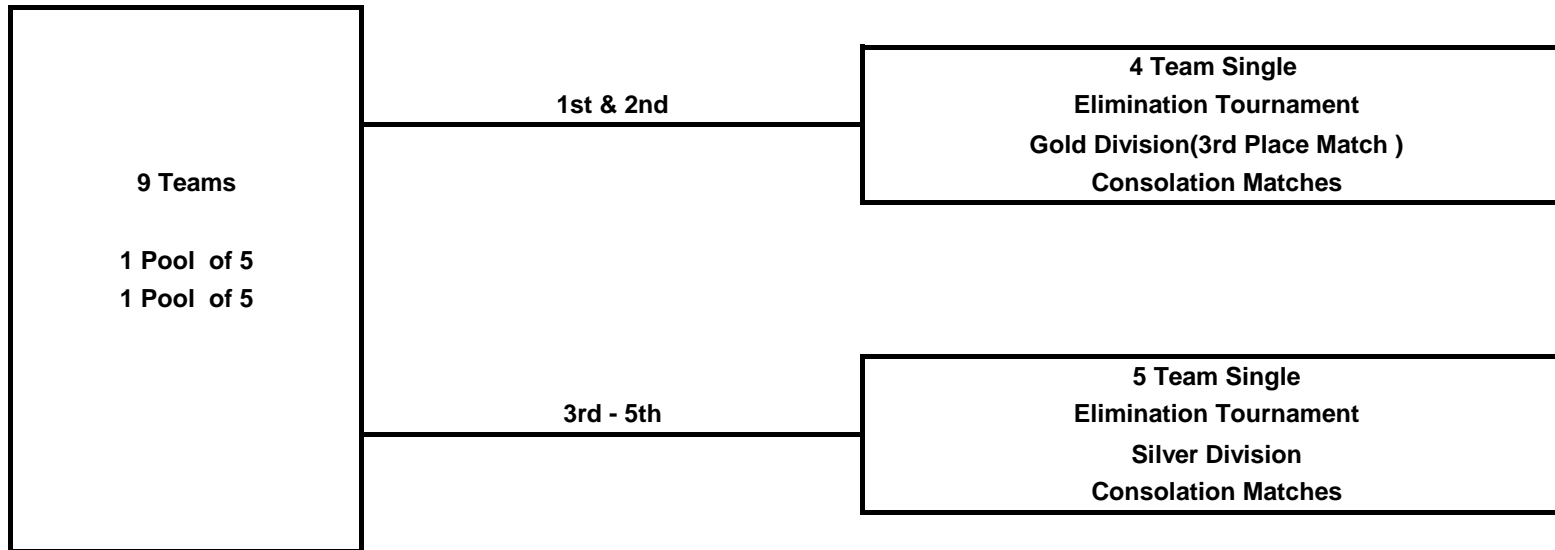 9 Teams
1 Pool  of 5
1 Pool  of 5
1st & 2nd
4 Team Single
Elimination Tournament
Gold Division(3rd Place Match )
Consolation Matches
3rd - 5th
5 Team Single
Elimination Tournament
Silver Division
Consolation Matches